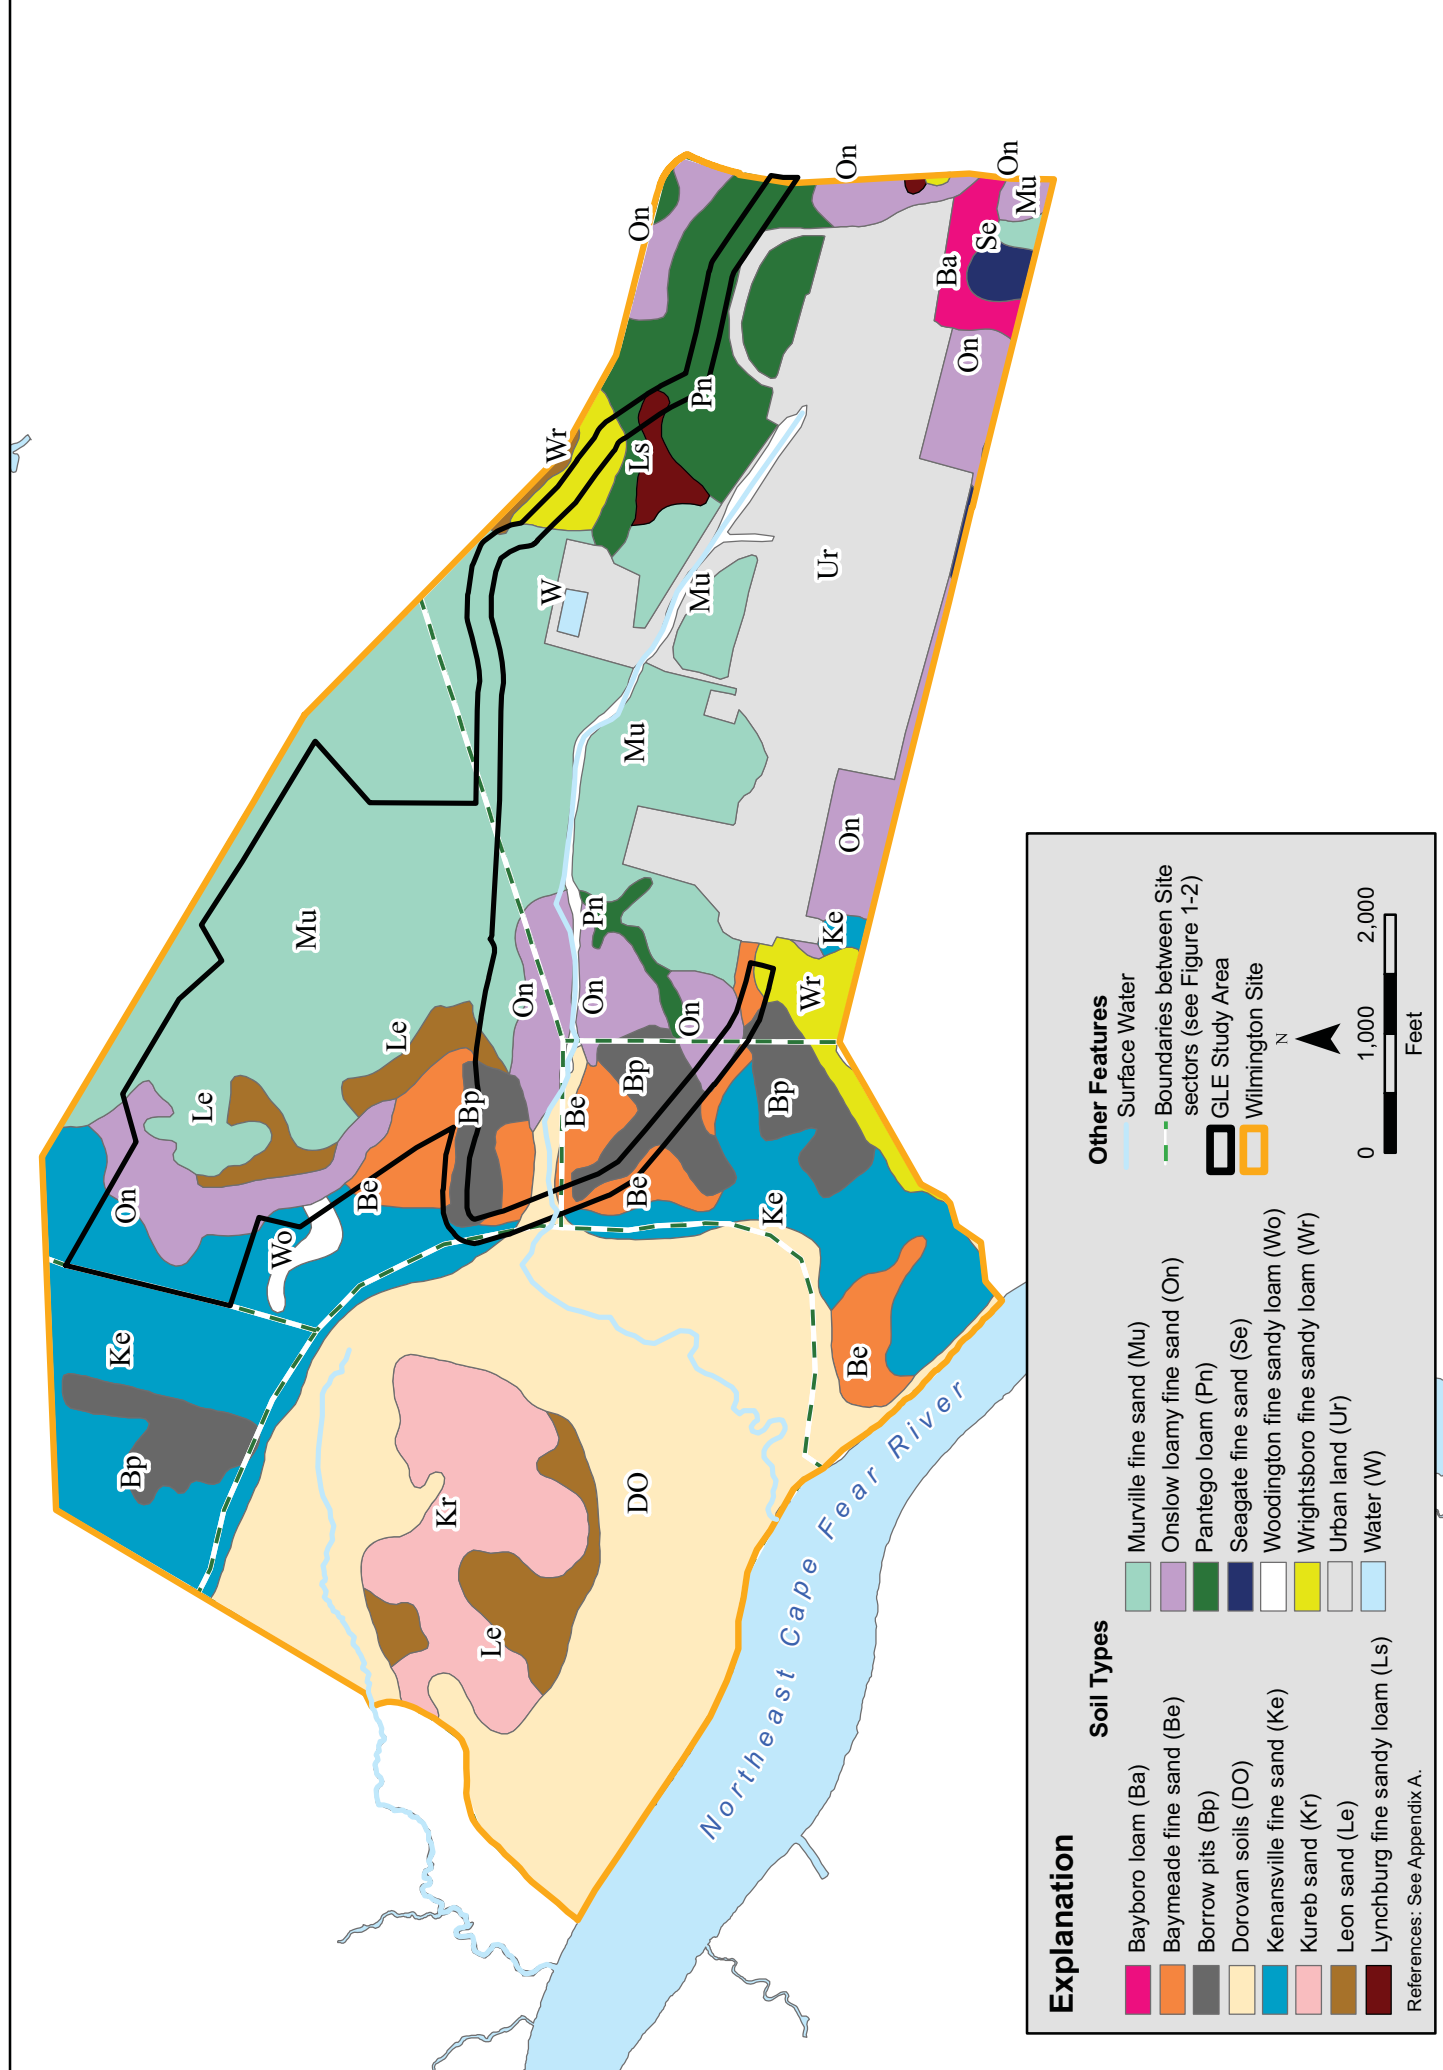 Bp
Ke
On
Le
Wo
Mu
Be
Le
Kr
Bp
Le
On
W
Wr
Be
On
Pn
DO
Be
Bp
Mu
Ls
On
On
Mu
Pn
Ke
Bp
Wr
Ur
Ke
On
Be
On
Northeast Cape Fear River
Ba
On
Se
On
Mu
Explanation
Soil Types
Bayboro loam (Ba)
Baymeade fine sand (Be)
Borrow pits (Bp)
Dorovan soils (DO)
Kenansville fine sand (Ke)
Kureb sand (Kr)
Leon sand (Le)
Lynchburg fine sandy loam (Ls)
Murville fine sand (Mu)
Onslow loamy fine sand (On)
Pantego loam (Pn)
Seagate fine sand (Se)
Woodington fine sandy loam (Wo)
Wrightsboro fine sandy loam (Wr)
Urban land (Ur)
Water (W)
Other Features
Surface Water
Boundaries between Site
sectors (see Figure 1-2)
GLE Study Area
Wilmington Site
N
0 1,000 2,000
Feet
References: See Appendix A.